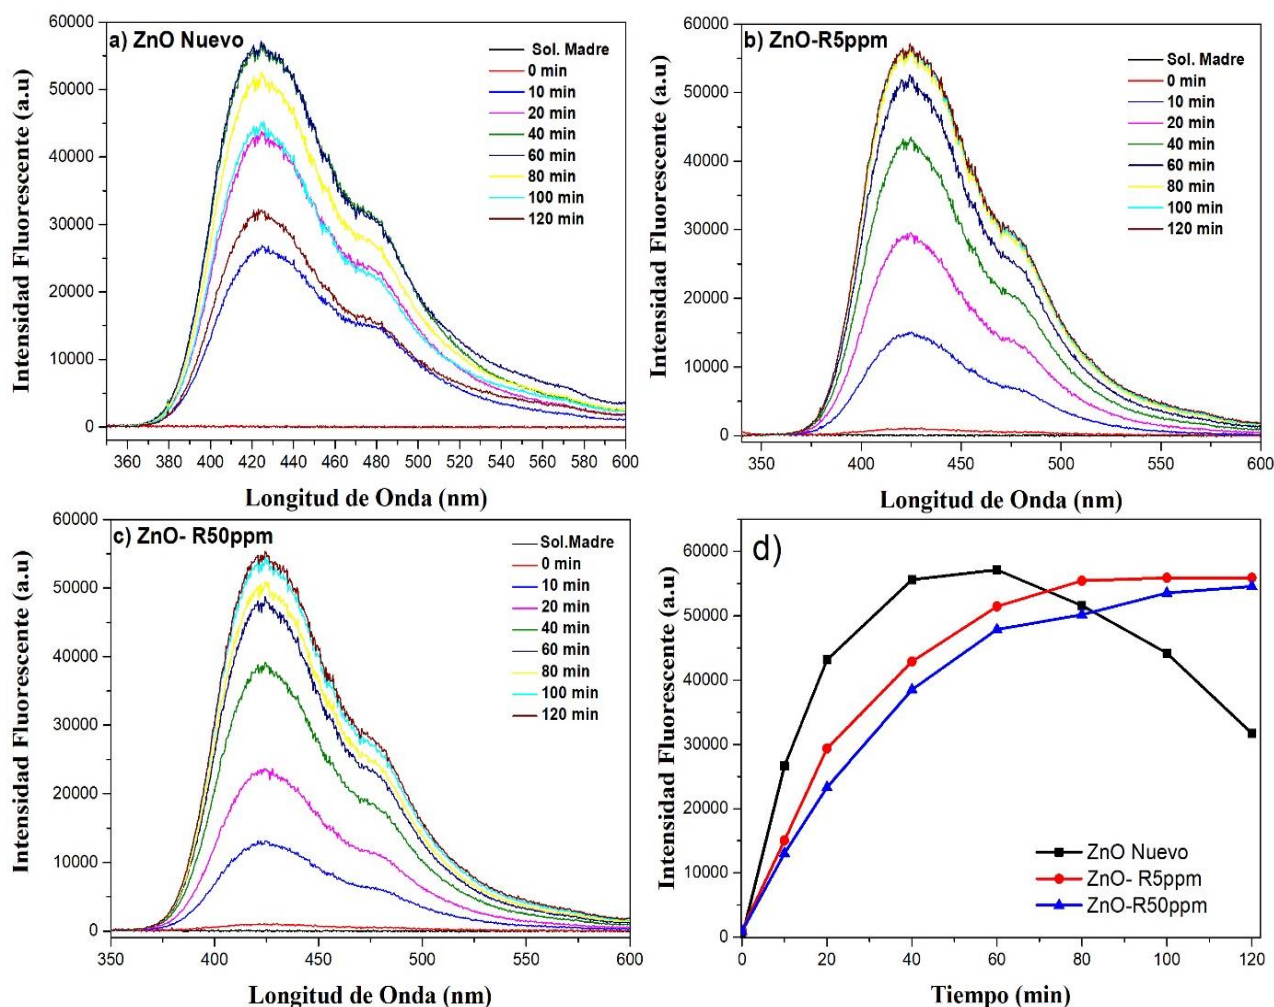 a) ZnO Nuevo
Sol. Madre
0 min
10 min
20 min
40 min
60 min
80 min
100 min
120 min
60000
50000
40000
30000
20000
10000
0
Intensidad Fluorescente (a.u)
360 380 400 420 440 460 480 500 520 540 560 580 600
Longitud de Onda (nm)
b) ZnO-R5ppm
Sol. Madre
0 min
10 min
20 min
40 min
60 min
80 min
100 min
120 min
60000
50000
40000
30000
20000
10000
0
Intensidad Fluorescente (a.u)
350 400 450 500 550 600
Longitud de Onda (nm)
c) ZnO- R50ppm
Sol.Madre
0 min
10 min
20 min
40 min
60 min
80 min
100 min
120 min
60000
50000
40000
30000
20000
10000
0
Intensidad Fluorescente (a.u)
350 400 450 500 550 600
Longitud de Onda (nm)
d)
60000
50000
40000
30000
20000
10000
0
Intensidad Fluorescente (a.u)
ZnO Nuevo
ZnO- R5ppm
ZnO-R50ppm
0 20 40 60 80 100 120
Tiempo (min)